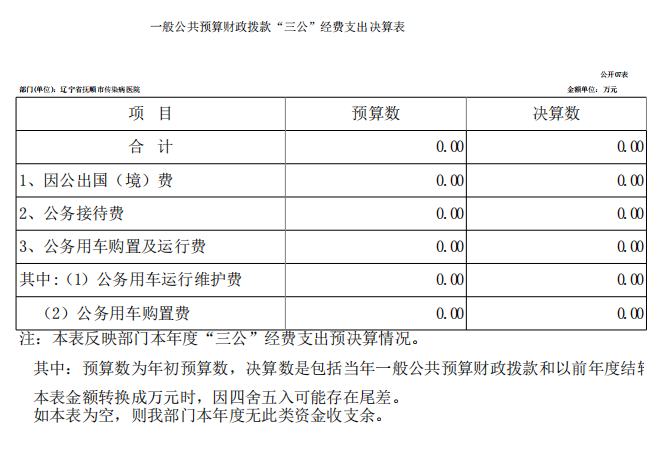 一般公共预算财政拨款“三公”经费支出决算表
公开07表
部门(单位)：辽宁省抚顺市传染病医院 金额单位：万元
项 目 预算数 决算数
合 计 0.00 0.00
1、因公出国（境）费 0.00 0.00
2、公务接待费 0.00 0.00
3、公务用车购置及运行费 0.00 0.00
其中：（1）公务用车运行维护费 0.00 0.00
（2）公务用车购置费 0.00 0.00
注：本表反映部门本年度“三公”经费支出预决算情况。
其中：预算数为年初预算数，决算数是包括当年一般公共预算财政拨款和以前年度结转
本表金额转换成万元时，因四舍五入可能存在尾差。
如本表为空，则我部门本年度无此类资金收支余。